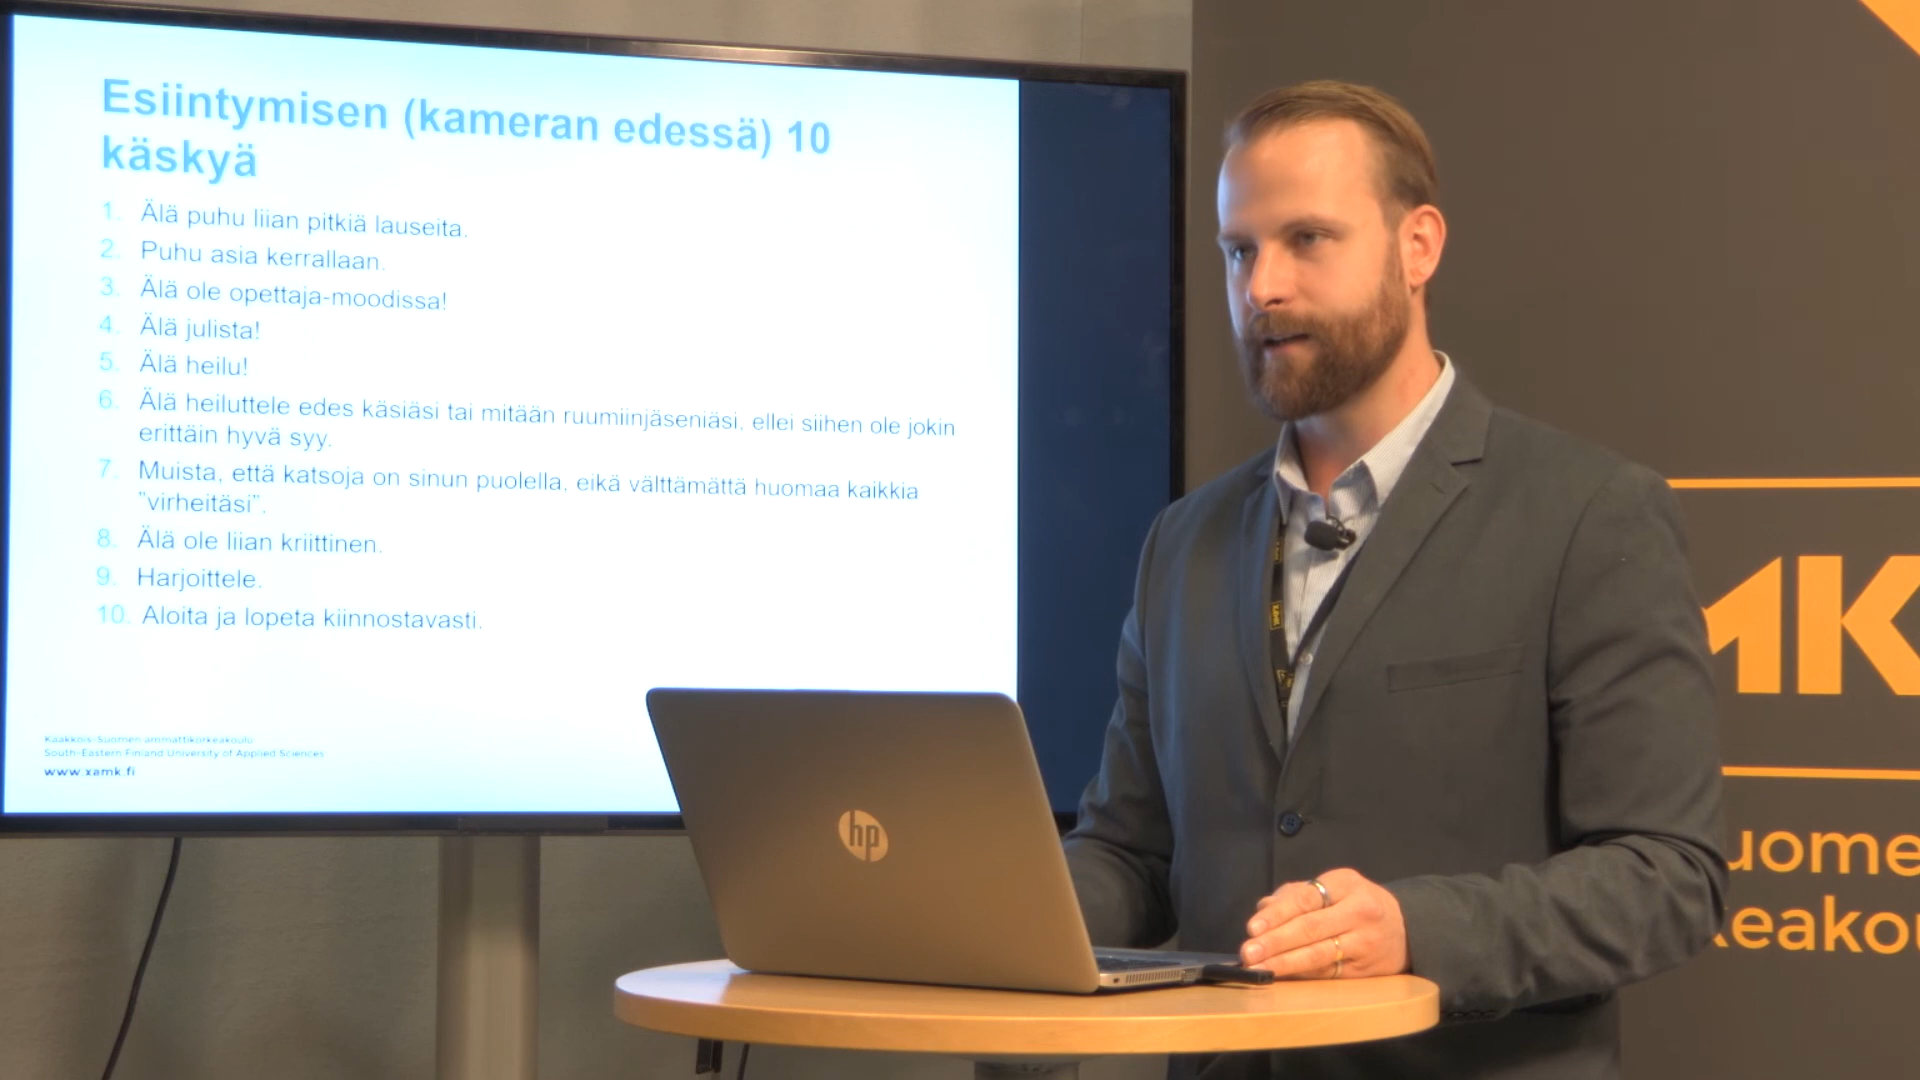 Esiintymisen (kameran edessä) 10
käskyä
1. Älä puhu liian pitkiä lauseita.
2. Puhu asia kerrallaan.
3. Älä ole opettaja-moodissa!
4. Älä julista!
5. Älä heilu!
6. Älä heiluttele edes käsiäsi tai mitään ruumiinjäseniäsi, ellei siihen ole jokin
erittäin hyvä syy.
7. Muista, että katsoja on sinun puolella, eikä välttämättä huomaa kaikkia
"virheitäsi".
8. Älä ole liian kriittinen.
9. Harjoittele.
10. Aloita ja lopeta kiinnostavasti.
Kaakkois-Suomen ammattikorkeakoulu
South-Eastern Finland University of Applied Sciences
www.xamk.fi
hp
MK
uome
keakou